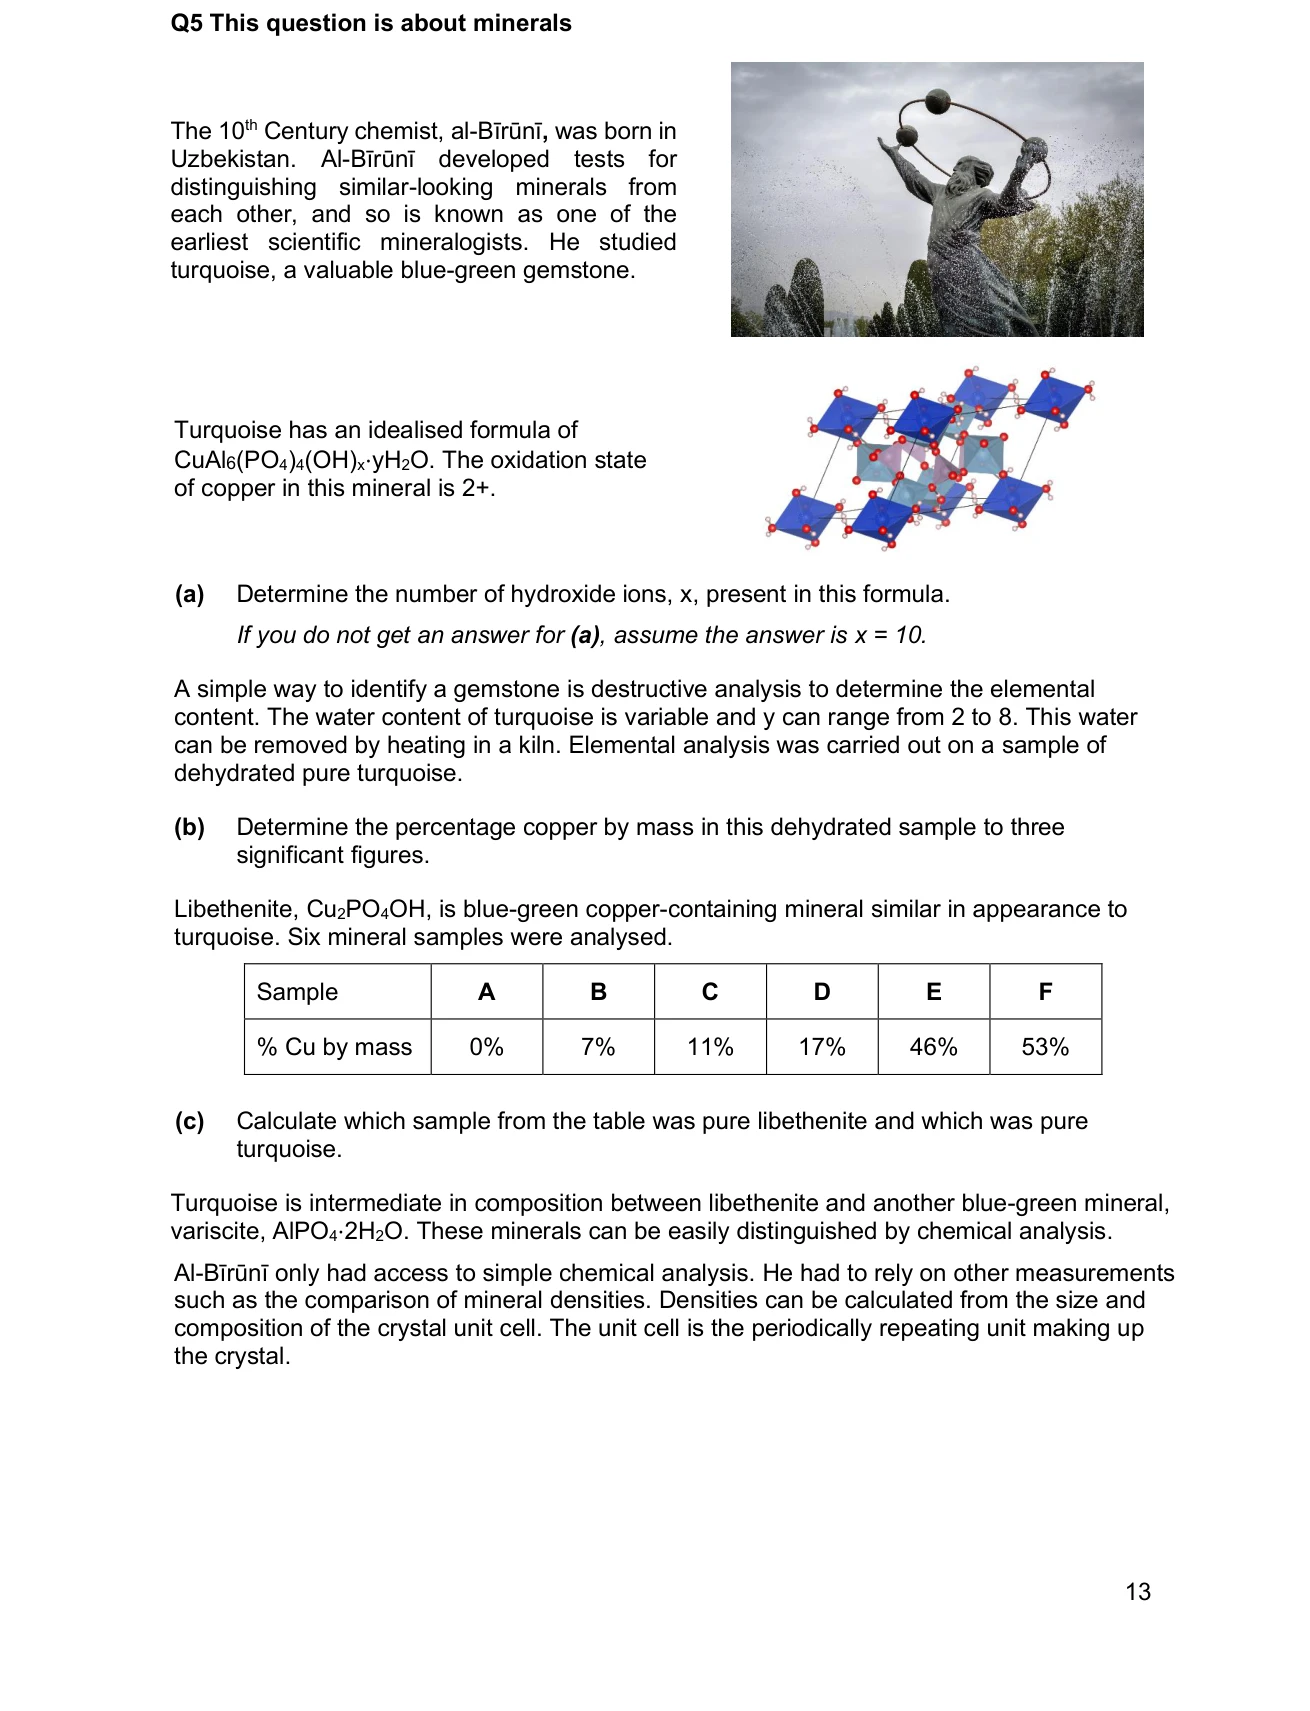 Q5 This question is about minerals
The 10th Century chemist, al-Bīrūnī, was born in
Uzbekistan. Al-Bīrūnī developed tests for
distinguishing similar-looking minerals from
each other, and so is known as one of the
earliest scientific mineralogists. He studied
turquoise, a valuable blue-green gemstone.
Turquoise has an idealised formula of
CuAl6(PO4)4(OH)x·yH2O. The oxidation state
of copper in this mineral is 2+.
(a) Determine the number of hydroxide ions, x, present in this formula.
If you do not get an answer for (a), assume the answer is x = 10.
A simple way to identify a gemstone is destructive analysis to determine the elemental
content. The water content of turquoise is variable and y can range from 2 to 8. This water
can be removed by heating in a kiln. Elemental analysis was carried out on a sample of
dehydrated pure turquoise.
(b) Determine the percentage copper by mass in this dehydrated sample to three
significant figures.
Libethenite, Cu2PO4OH, is blue-green copper-containing mineral similar in appearance to
turquoise. Six mineral samples were analysed.
Sample A B C D E F
% Cu by mass 0% 7% 11% 17% 46% 53%
(c) Calculate which sample from the table was pure libethenite and which was pure
turquoise.
Turquoise is intermediate in composition between libethenite and another blue-green mineral,
variscite, AlPO4·2H2O. These minerals can be easily distinguished by chemical analysis.
Al-Bīrūnī only had access to simple chemical analysis. He had to rely on other measurements
such as the comparison of mineral densities. Densities can be calculated from the size and
composition of the crystal unit cell. The unit cell is the periodically repeating unit making up
the crystal.
13